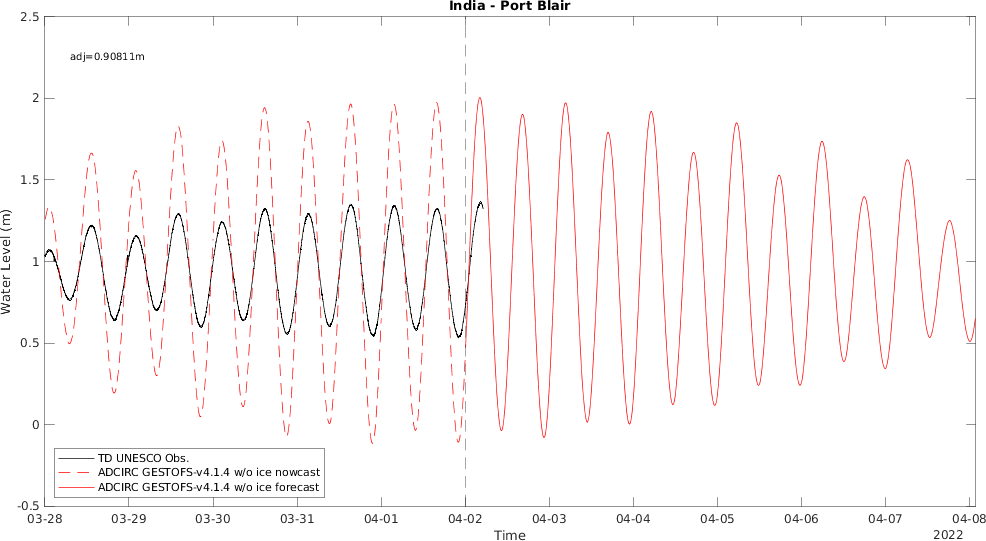 India - Port Blair
adj=0.90811m
2.5
2
1.5
1
0.5
0
-0.5
Water Level (m)
TD UNESCO Obs.
ADCIRC GESTOFS-v4.1.4 w/o ice nowcast
ADCIRC GESTOFS-v4.1.4 w/o ice forecast
03-28 03-29 03-30 03-31 04-01 04-02 04-03 04-04 04-05 04-06 04-07 04-08
Time
2022